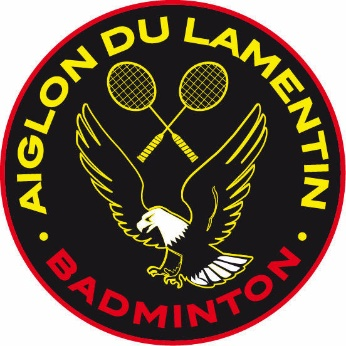 • AIGLON DU LAMENTIN •
BADMINTON